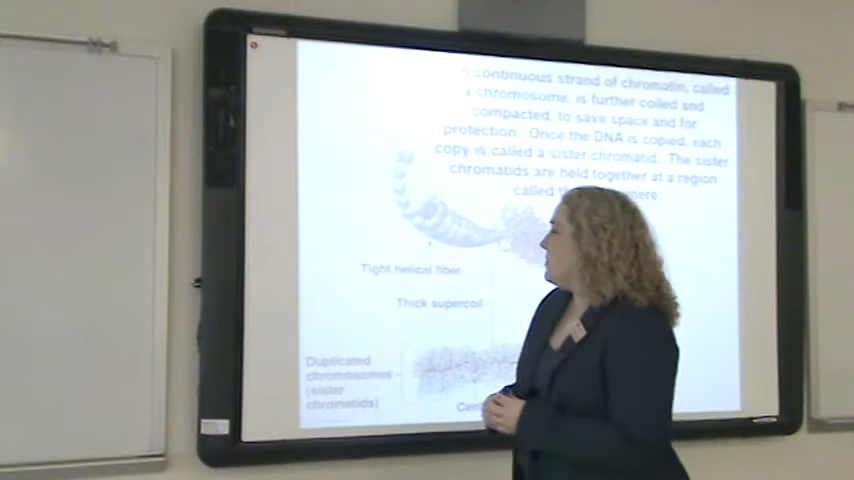 continuous strand of chromatin, called
a chromosome, is further coiled and
compacted, to save space and for
protection. Once the DNA is copied, each
copy is called a sister chromatid. The sister
chromatids are held together at a region
called
Tight helical fiber
Thick supercoil
Duplicated
chromosomes
(sister
chromatids)